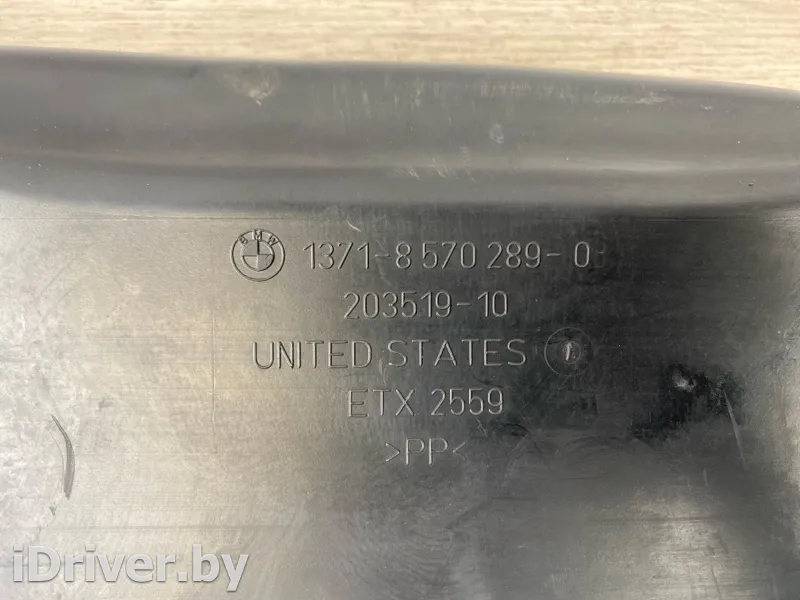 BMW 1371-8 570 289-0
203519-10
UNITED STATES
ETX 2559
>PP<
iDriver.by